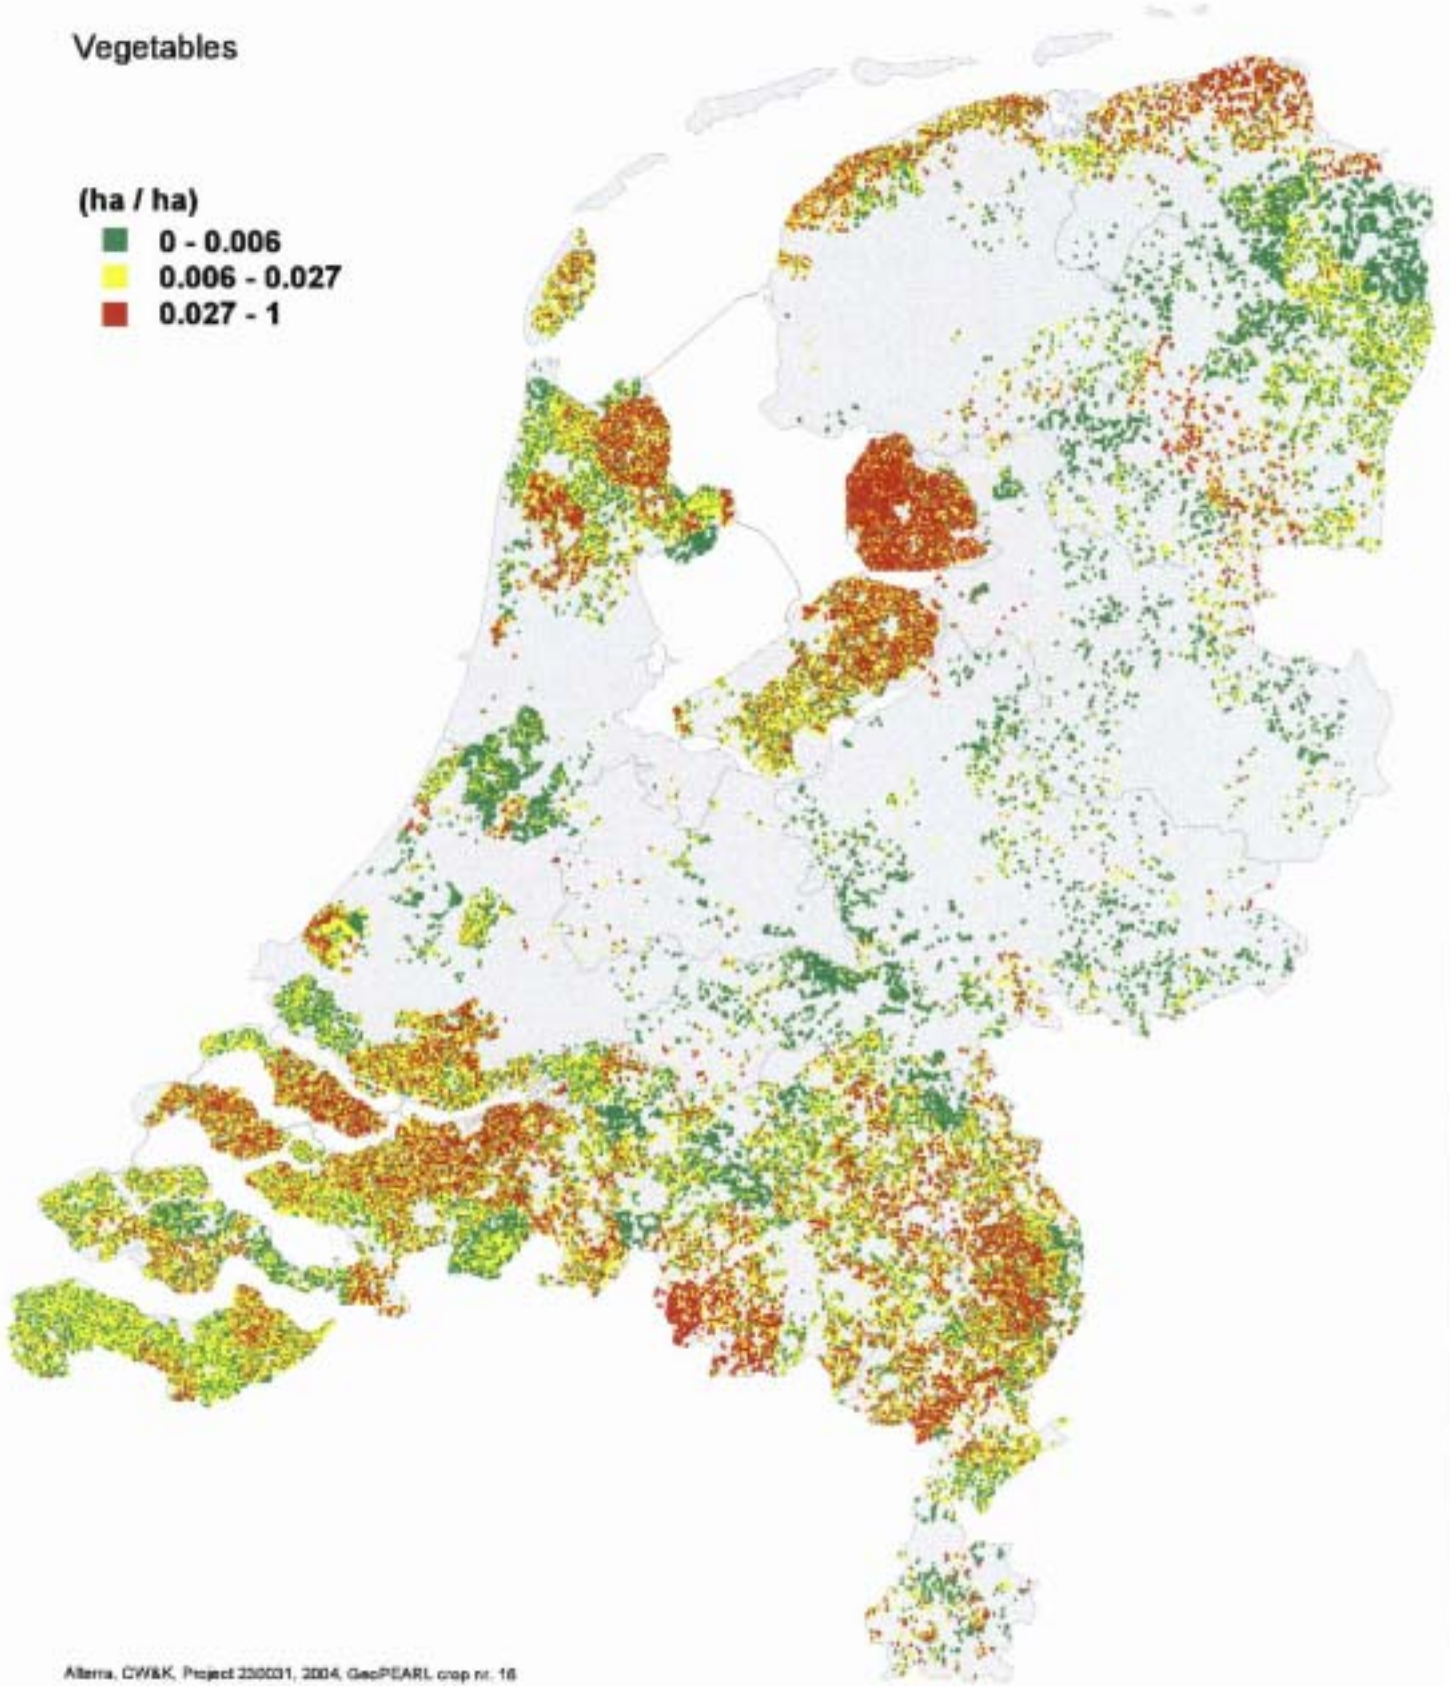 Vegetables
(ha / ha)
0 - 0.006
0.006 - 0.027
0.027 - 1
Alterra, CW&K, Project 230031, 2004, GeoPEARL crop nr. 16